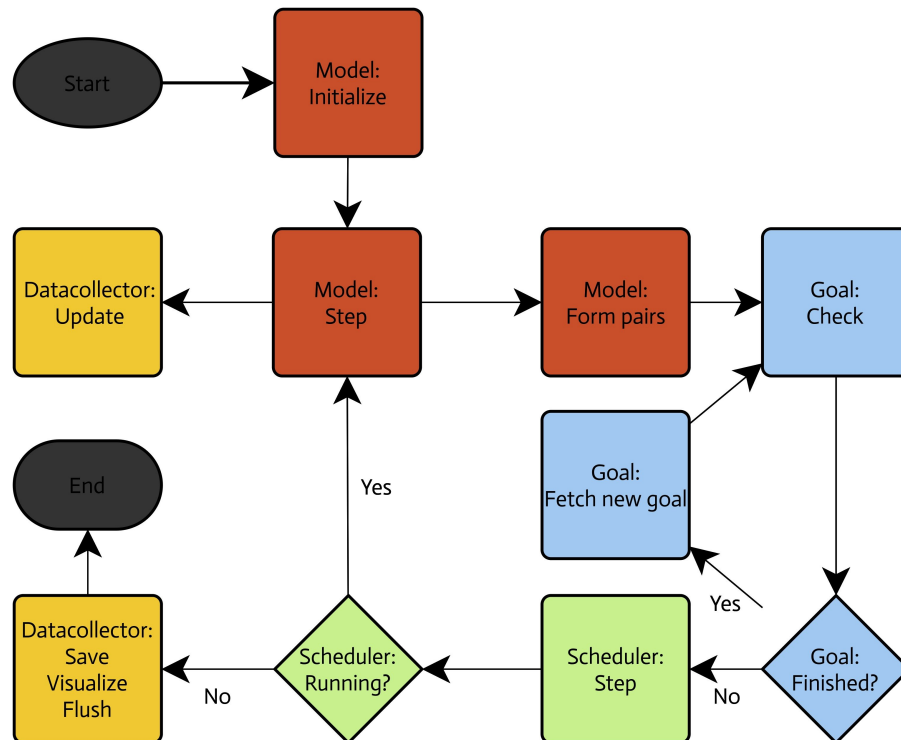 Start
Model:
Initialize
Datacollector:
Update
Model:
Step
Model:
Form pairs
Goal:
Check
End
Yes
Goal:
Fetch new goal
Yes
Datacollector:
Save
Visualize
Flush
No
Scheduler:
Running?
Scheduler:
Step
No
Goal:
Finished?